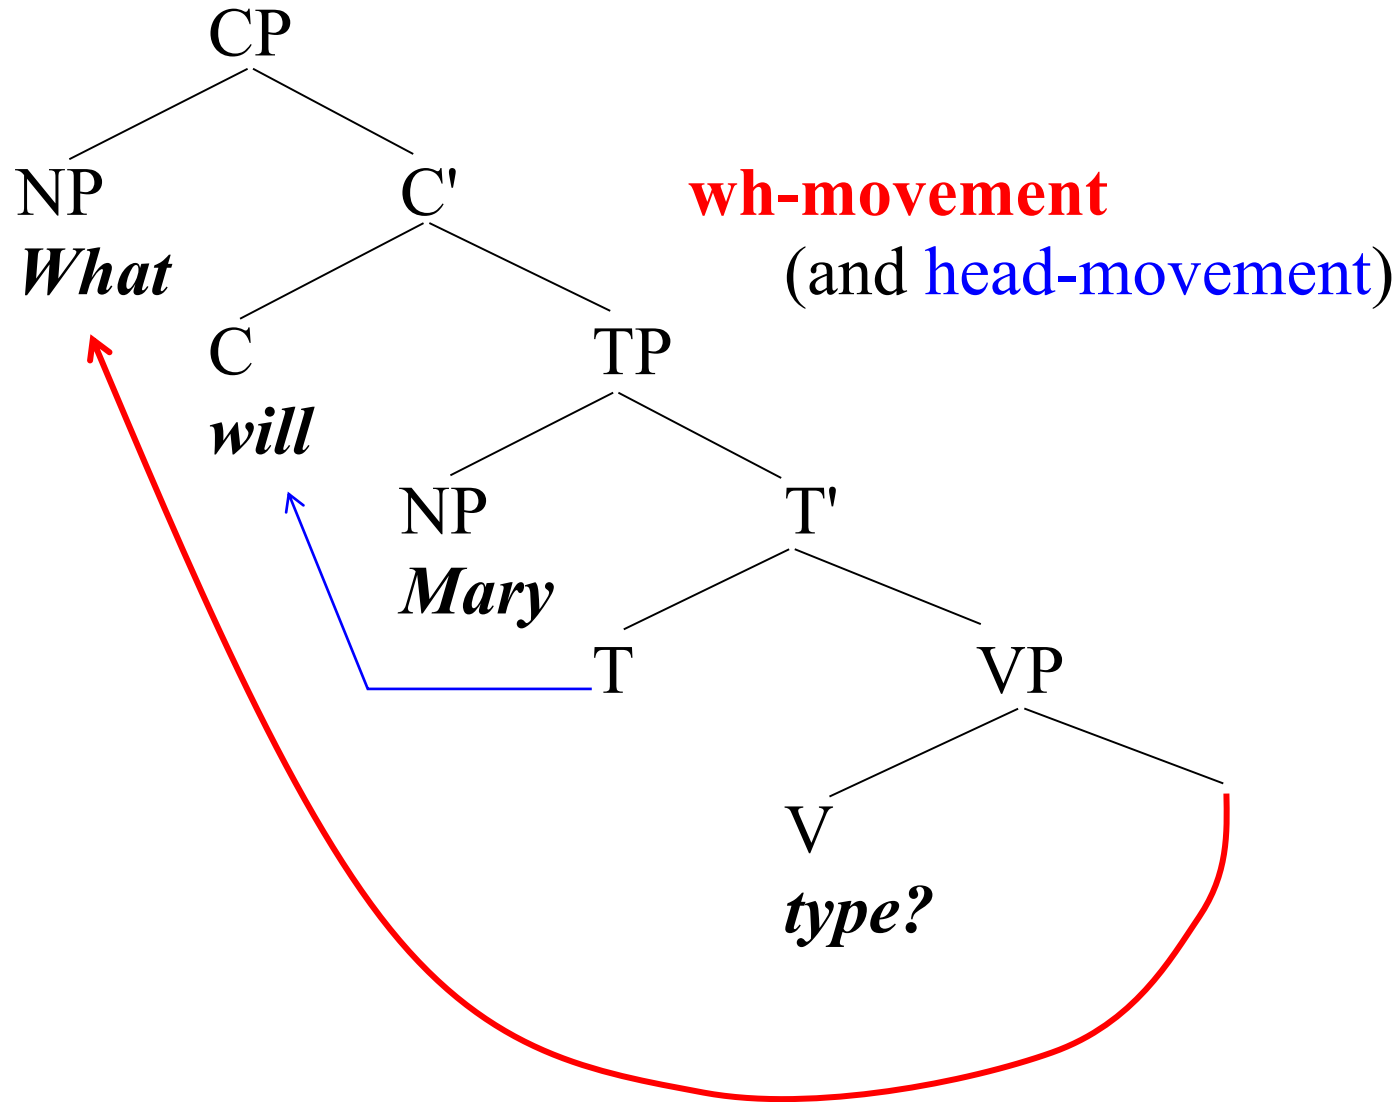 CP
NP C' wh-movement
What (and head-movement)
C TP
will
NP T'
Mary
T VP
V
type?